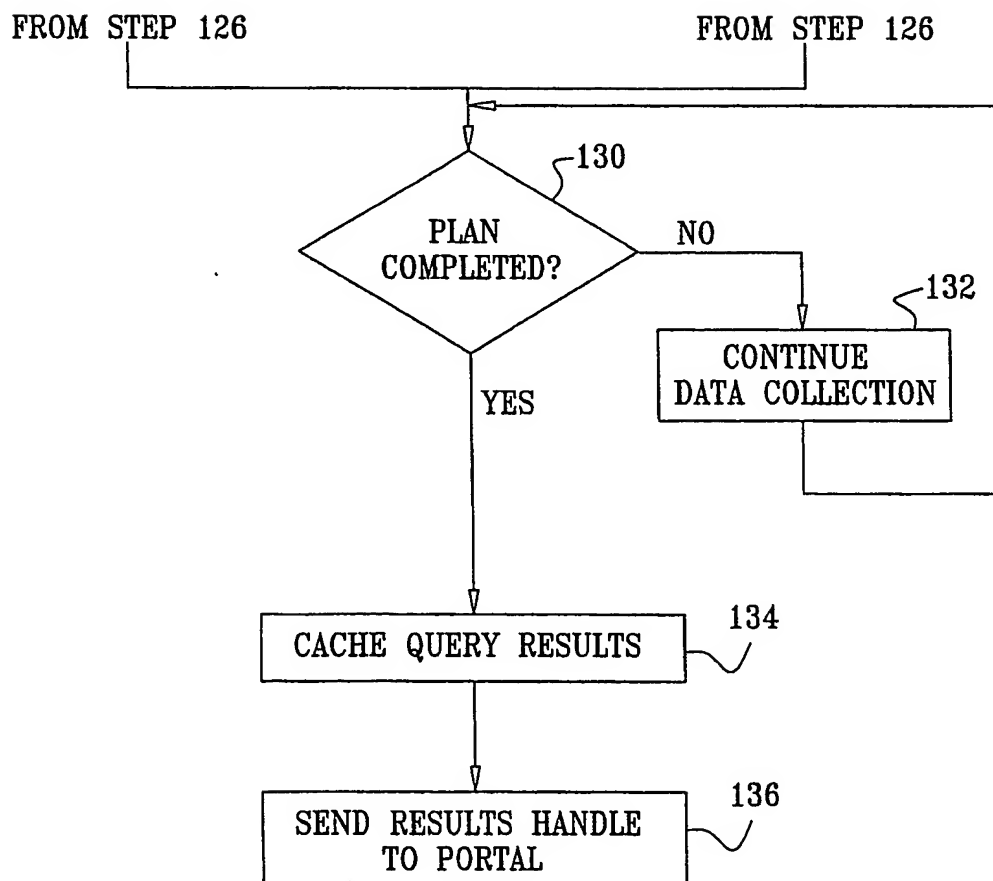 FROM STEP 126
FROM STEP 126
130
PLAN
COMPLETED?
NO
132
CONTINUE
DATA COLLECTION
YES
CACHE QUERY RESULTS
134
SEND RESULTS HANDLE
TO PORTAL
136